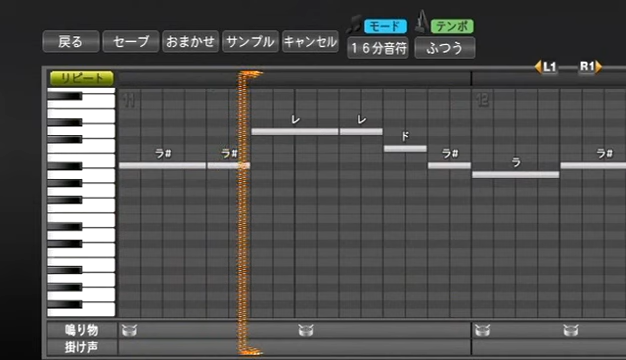 モード
テンポ
戻る
セーブ
おまかせ
サンプル
キャンセル
16分音符
ふつう
L1
R1
リピート
11
12
レ
レ
ド
ラ#
ラ#
ラ#
ラ
ラ#
鳴り物
掛け声